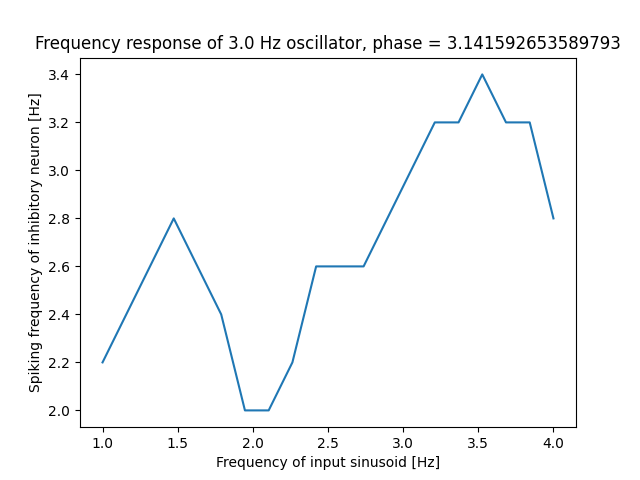 Frequency response of 3.0 Hz oscillator, phase = 3.141592653589793
Spiking frequency of inhibitory neuron [Hz]
3.4
3.2
3.0
2.8
2.6
2.4
2.2
2.0
1.0 1.5 2.0 2.5 3.0 3.5 4.0
Frequency of input sinusoid [Hz]